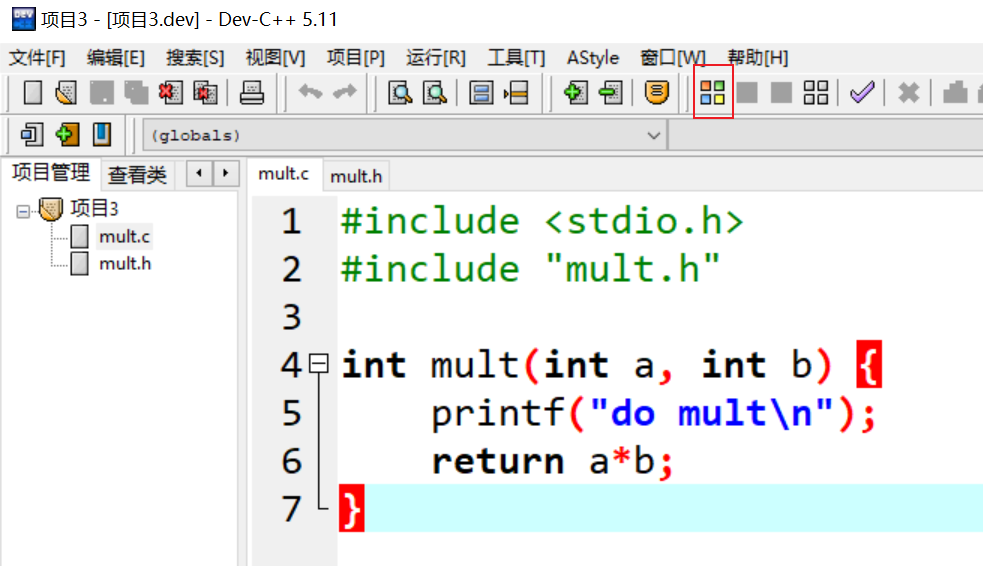 项目3 - [项目3.dev] - Dev-C++ 5.11
文件[F] 编辑[E] 搜索[S] 视图[V] 项目[P] 运行[R] 工具[T] AStyle 窗口[W] 帮助[H]
(globals)
项目管理 查看类 mult.c mult.h
项目3
mult.c
mult.h
1 #include <stdio.h>
2 #include "mult.h"
3
4 int mult(int a, int b) {
5     printf("do mult\n");
6     return a*b;
7 }